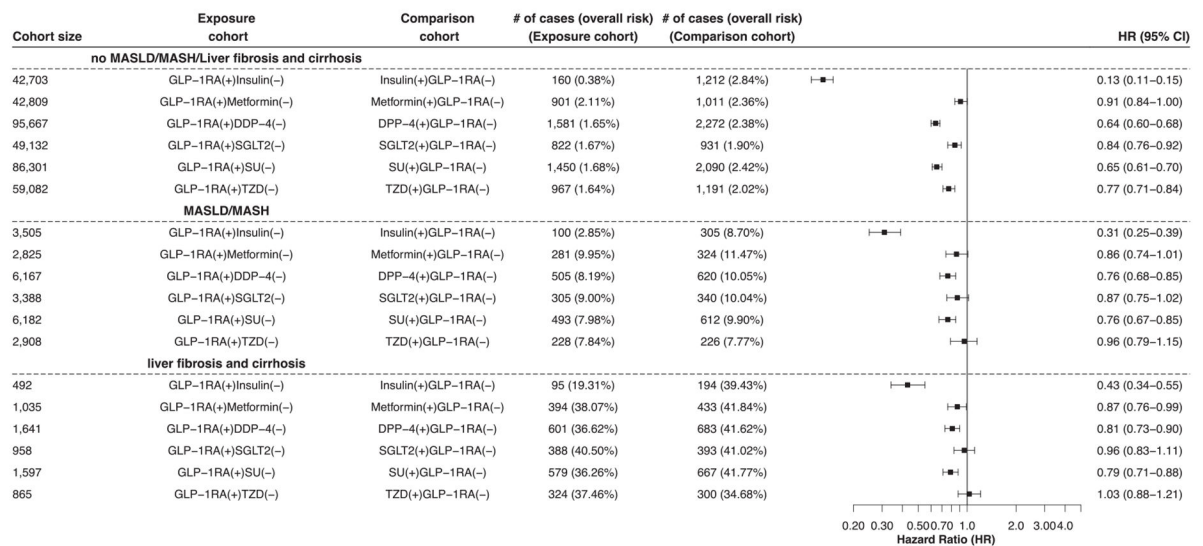 Exposure Comparison # of cases (overall risk) # of cases (overall risk)
Cohort size cohort cohort (Exposure cohort) (Comparison cohort) HR (95% CI)
no MASLD/MASH/Liver fibrosis and cirrhosis
42,703 GLP−1RA(+)Insulin(−) Insulin(+)GLP−1RA(−) 160 (0.38%) 1,212 (2.84%) 0.13 (0.11−0.15)
42,809 GLP−1RA(+)Metformin(−) Metformin(+)GLP−1RA(−) 901 (2.11%) 1,011 (2.36%) 0.91 (0.84−1.00)
95,667 GLP−1RA(+)DDP−4(−) DPP−4(+)GLP−1RA(−) 1,581 (1.65%) 2,272 (2.38%) 0.64 (0.60−0.68)
49,132 GLP−1RA(+)SGLT2(−) SGLT2(+)GLP−1RA(−) 822 (1.67%) 931 (1.90%) 0.84 (0.76−0.92)
86,301 GLP−1RA(+)SU(−) SU(+)GLP−1RA(−) 1,450 (1.68%) 2,090 (2.42%) 0.65 (0.61−0.70)
59,082 GLP−1RA(+)TZD(−) TZD(+)GLP−1RA(−) 967 (1.64%) 1,191 (2.02%) 0.77 (0.71−0.84)
MASLD/MASH
3,505 GLP−1RA(+)Insulin(−) Insulin(+)GLP−1RA(−) 100 (2.85%) 305 (8.70%) 0.31 (0.25−0.39)
2,825 GLP−1RA(+)Metformin(−) Metformin(+)GLP−1RA(−) 281 (9.95%) 324 (11.47%) 0.86 (0.74−1.01)
6,167 GLP−1RA(+)DDP−4(−) DPP−4(+)GLP−1RA(−) 505 (8.19%) 620 (10.05%) 0.76 (0.68−0.85)
3,388 GLP−1RA(+)SGLT2(−) SGLT2(+)GLP−1RA(−) 305 (9.00%) 340 (10.04%) 0.87 (0.75−1.02)
6,182 GLP−1RA(+)SU(−) SU(+)GLP−1RA(−) 493 (7.98%) 612 (9.90%) 0.76 (0.67−0.85)
2,908 GLP−1RA(+)TZD(−) TZD(+)GLP−1RA(−) 228 (7.84%) 226 (7.77%) 0.96 (0.79−1.15)
liver fibrosis and cirrhosis
492 GLP−1RA(+)Insulin(−) Insulin(+)GLP−1RA(−) 95 (19.31%) 194 (39.43%) 0.43 (0.34−0.55)
1,035 GLP−1RA(+)Metformin(−) Metformin(+)GLP−1RA(−) 394 (38.07%) 433 (41.84%) 0.87 (0.76−0.99)
1,641 GLP−1RA(+)DDP−4(−) DPP−4(+)GLP−1RA(−) 601 (36.62%) 683 (41.62%) 0.81 (0.73−0.90)
958 GLP−1RA(+)SGLT2(−) SGLT2(+)GLP−1RA(−) 388 (40.50%) 393 (41.02%) 0.96 (0.83−1.11)
1,597 GLP−1RA(+)SU(−) SU(+)GLP−1RA(−) 579 (36.26%) 667 (41.77%) 0.79 (0.71−0.88)
865 GLP−1RA(+)TZD(−) TZD(+)GLP−1RA(−) 324 (37.46%) 300 (34.68%) 1.03 (0.88−1.21)
0.20 0.30 0.50 0.70 1.0 2.0 3.00 4.0
Hazard Ratio (HR)